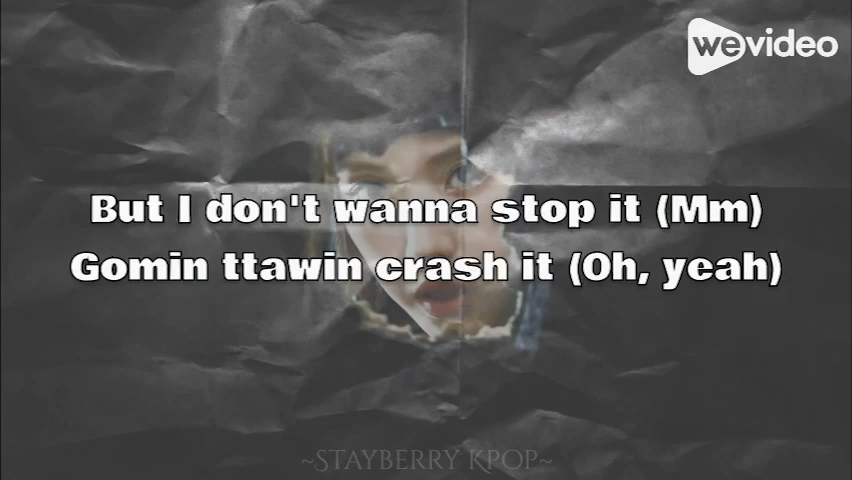 wevideo
But I don't wanna stop it (Mm)
Gomin ttawin crash it (Oh, yeah)
~STAYBERRY KPOP~